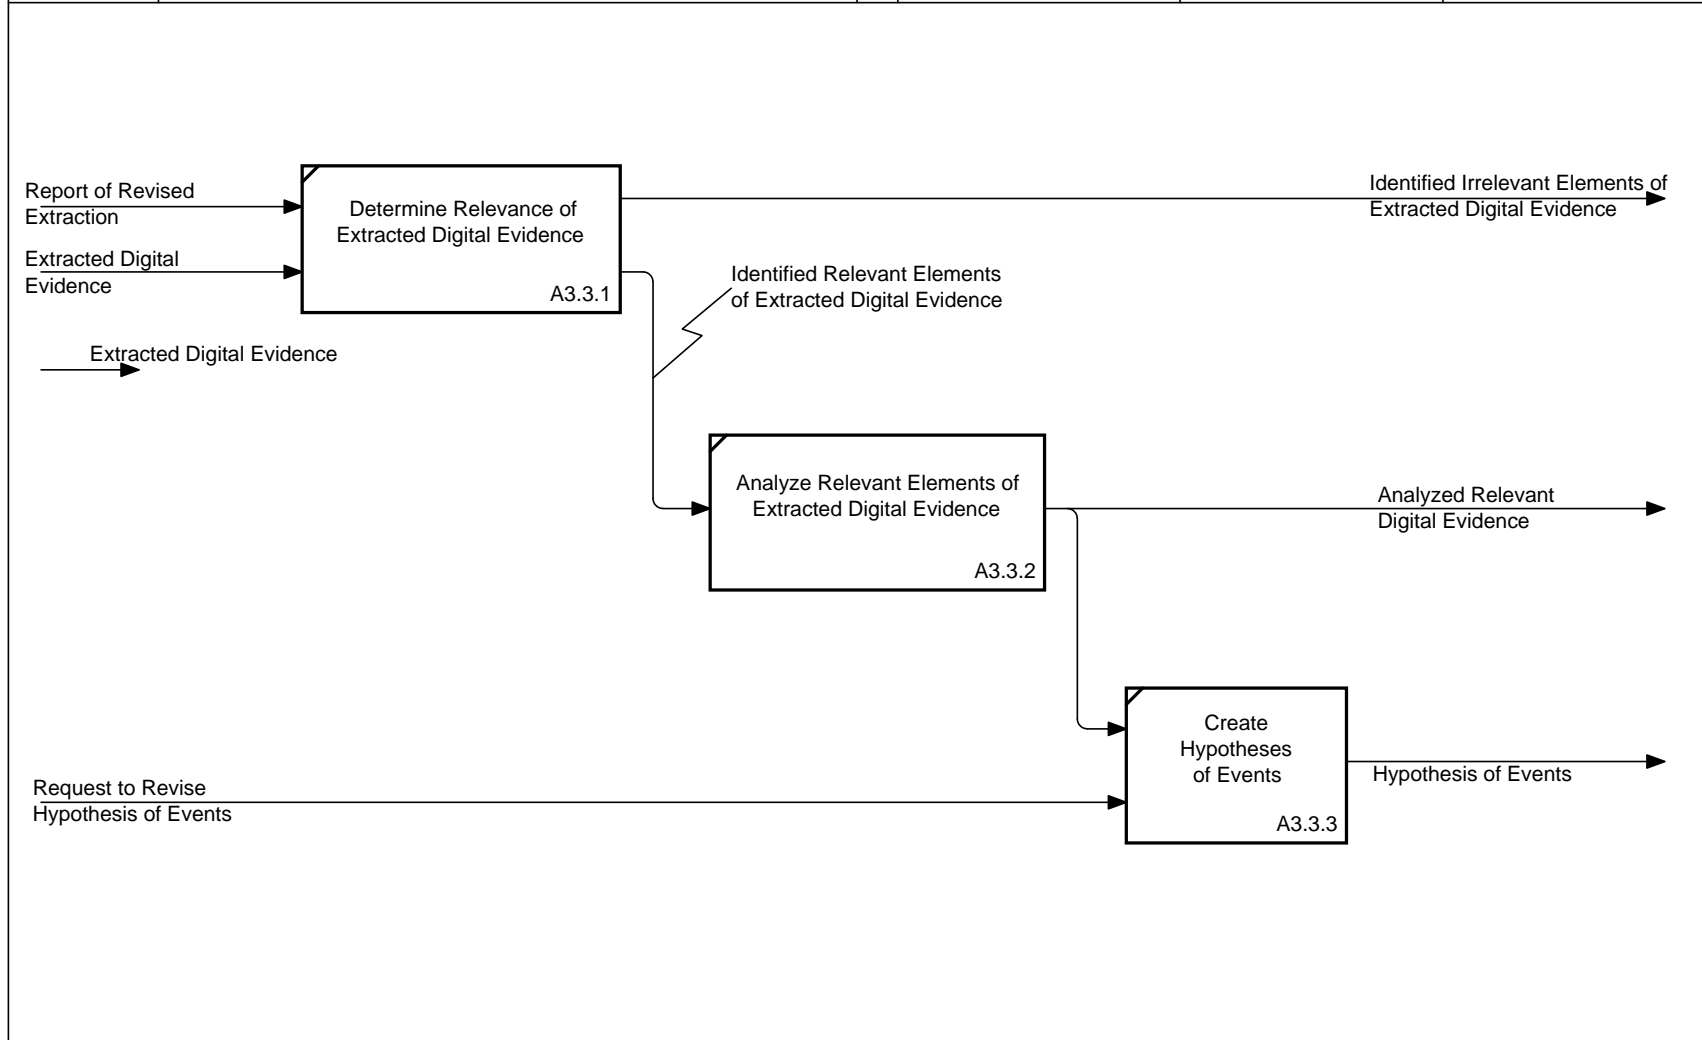 Report of Revised
Extraction
Extracted Digital
Evidence
Extracted Digital Evidence
Determine Relevance of
Extracted Digital Evidence
A3.3.1
Identified Irrelevant Elements of
Extracted Digital Evidence
Identified Relevant Elements
of Extracted Digital Evidence
Analyze Relevant Elements of
Extracted Digital Evidence
A3.3.2
Analyzed Relevant
Digital Evidence
Request to Revise
Hypothesis of Events
Create
Hypotheses
of Events
A3.3.3
Hypothesis of Events